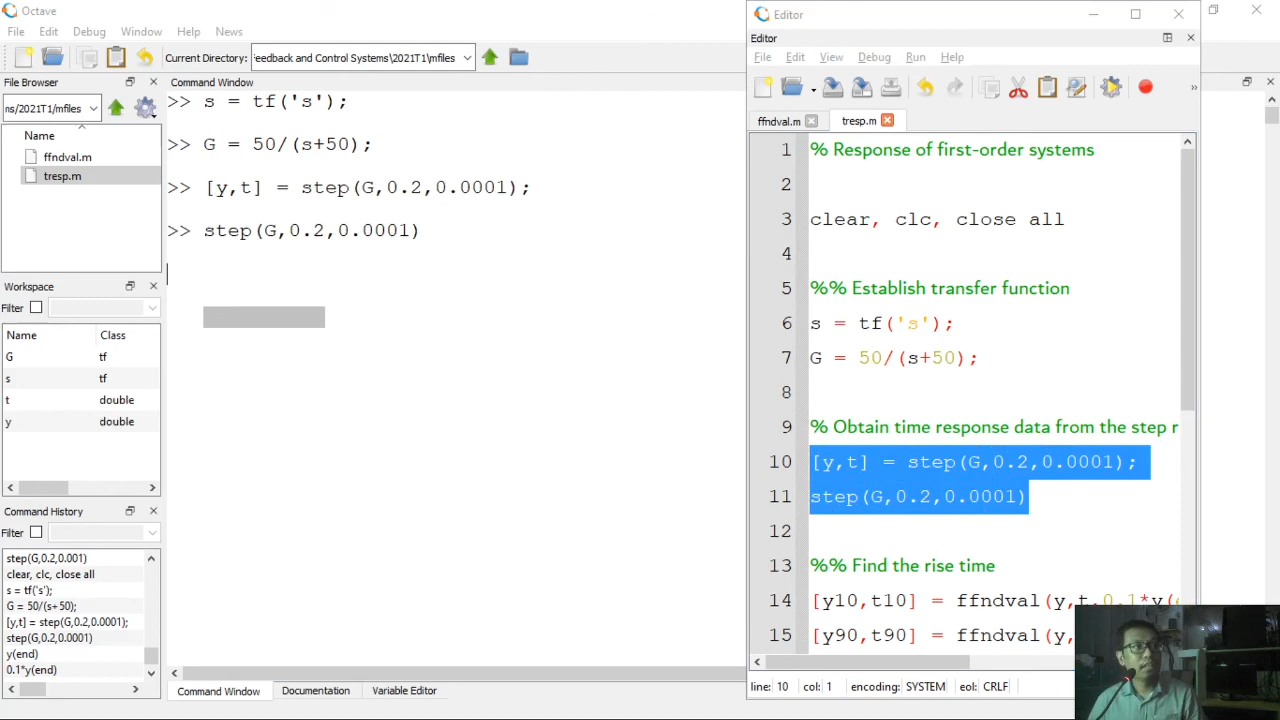 Octave
File Edit Debug Window Help News
Current Directory: Feedback and Control Systems\2021T1\mfiles
File Browser
ns/2021T1/mfiles
Name
ffndval.m
tresp.m
Workspace
Filter
Name Class
G tf
s tf
t double
y double
Command History
Filter
step(G,0.2,0.001)
clear, clc, close all
s = tf('s');
G = 50/(s+50);
[y,t] = step(G,0.2,0.0001);
step(G,0.2,0.0001)
y(end)
0.1*y(end)
Command Window
>> s = tf('s');
>> G = 50/(s+50);
>> [y,t] = step(G,0.2,0.0001);
>> step(G,0.2,0.0001)
Command Window Documentation Variable Editor
Editor
Editor
File Edit View Debug Run Help
»
ffndval.m tresp.m
1 % Response of first-order systems
2
3 clear, clc, close all
4
5 %% Establish transfer function
6 s = tf('s');
7 G = 50/(s+50);
8
9 % Obtain time response data from the step r
10 [y,t] = step(G,0.2,0.0001);
11 step(G,0.2,0.0001)
12
13 %% Find the rise time
14 [y10,t10] = ffndval(y,t,0.1*y(e
15 [y90,t90] = ffndval(y,
line: 10 col: 1 encoding: SYSTEM eol: CRLF